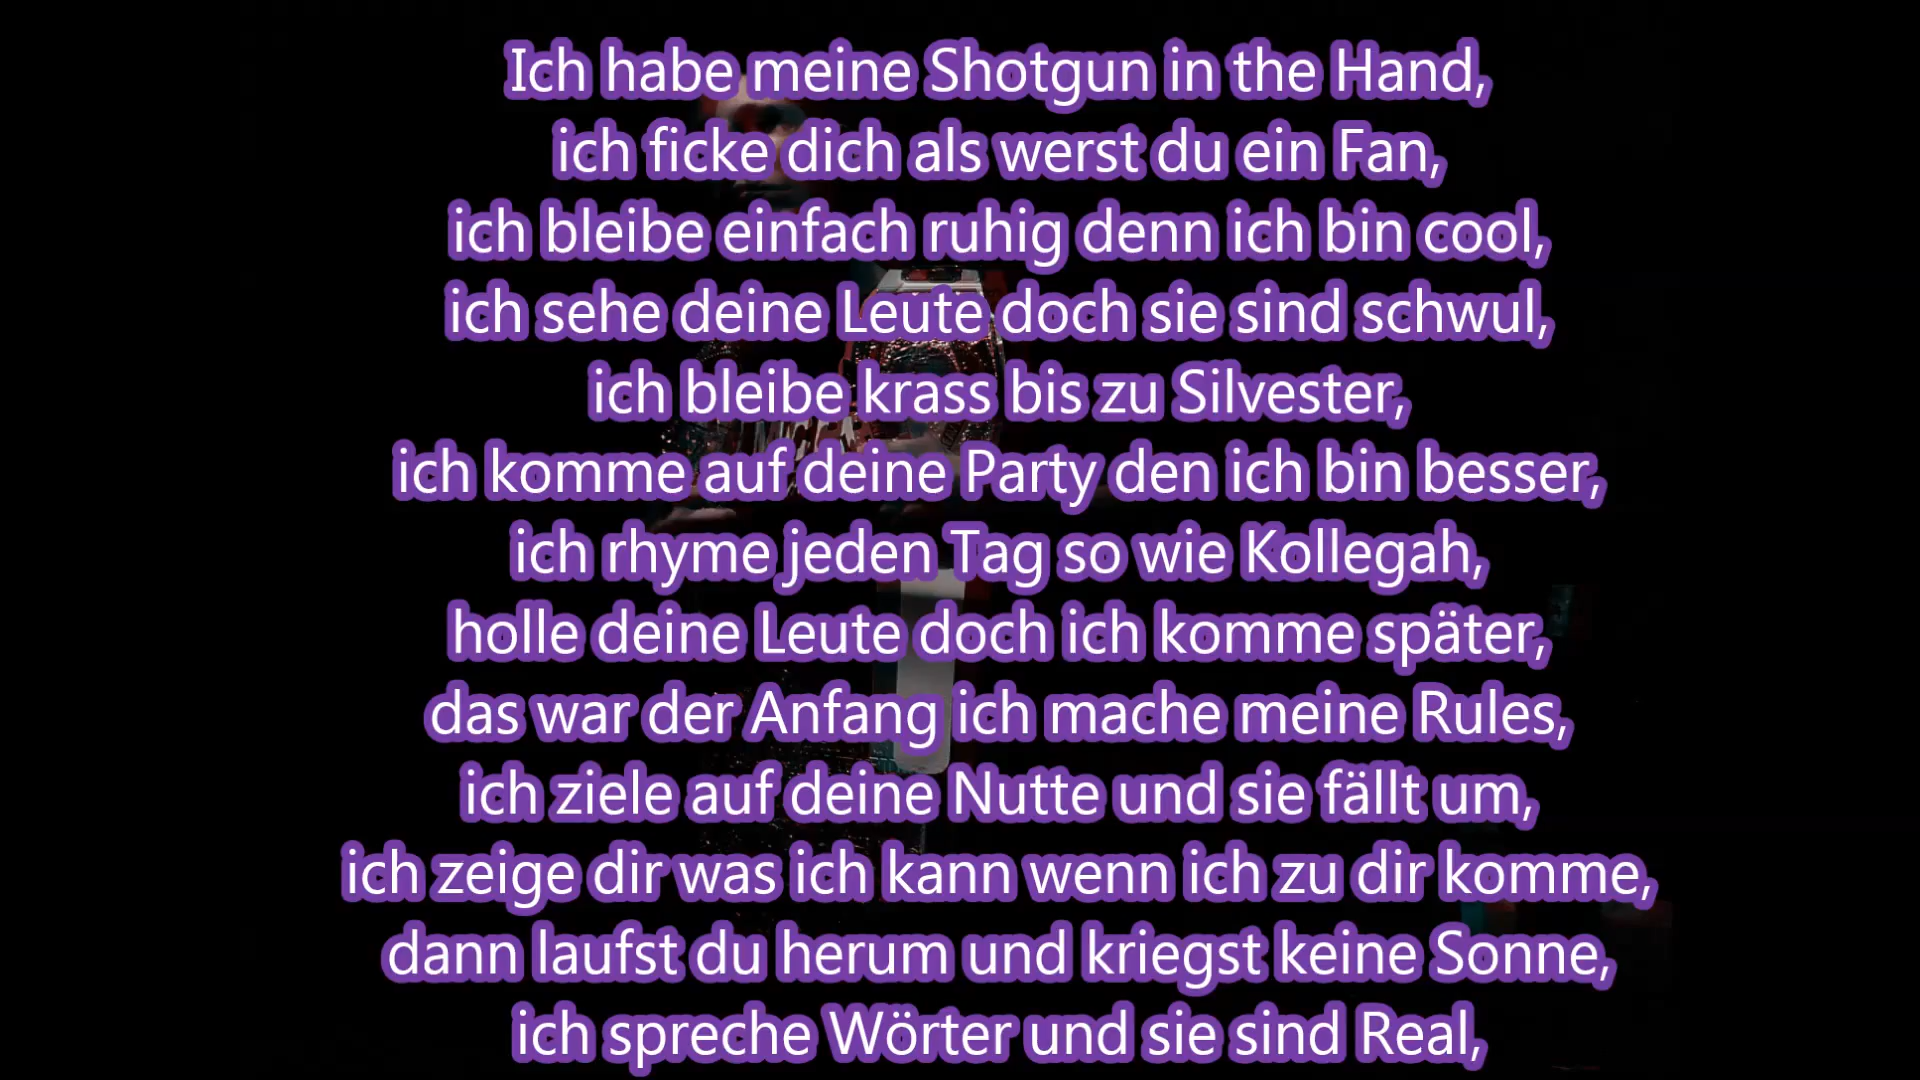 Ich habe meine Shotgun in the Hand,
ich ficke dich als werst du ein Fan,
ich bleibe einfach ruhig denn ich bin cool,
ich sehe deine Leute doch sie sind schwul,
ich bleibe krass bis zu Silvester,
ich komme auf deine Party den ich bin besser,
ich rhyme jeden Tag so wie Kollegah,
holle deine Leute doch ich komme später,
das war der Anfang ich mache meine Rules,
ich ziele auf deine Nutte und sie fällt um,
ich zeige dir was ich kann wenn ich zu dir komme,
dann laufst du herum und kriegst keine Sonne,
ich spreche Wörter und sie sind Real,